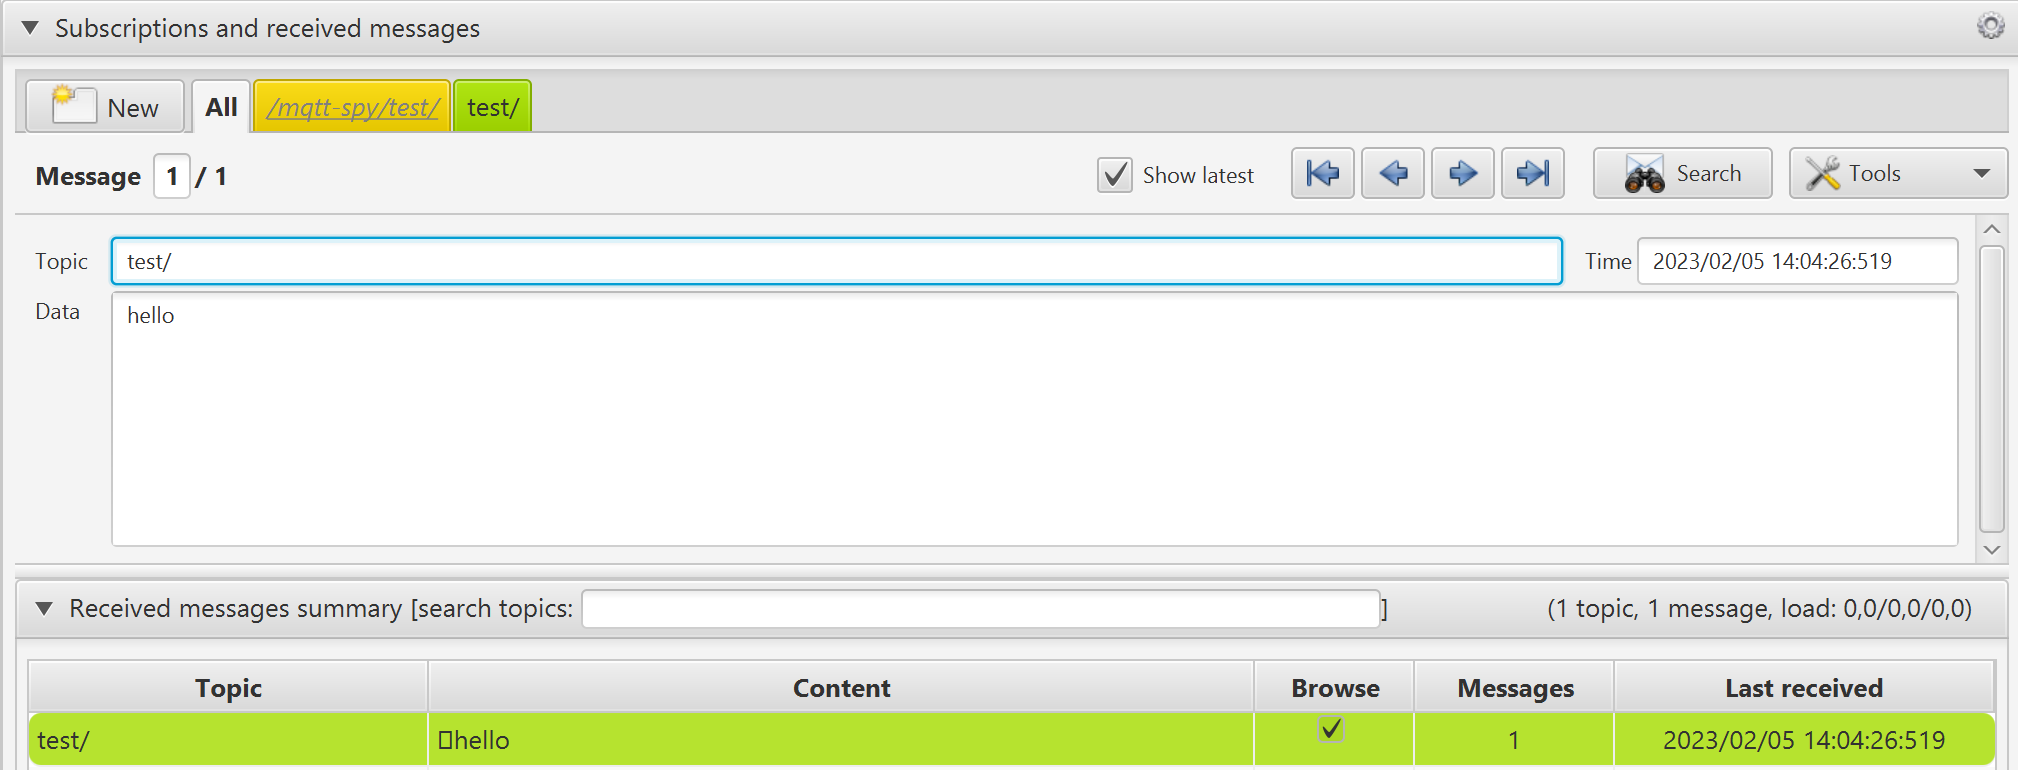 Subscriptions and received messages
New All /mqtt-spy/test/ test/
Message 1 / 1 Show latest Search Tools
Topic test/ Time 2023/02/05 14:04:26:519
Data hello
Received messages summary [search topics: ] (1 topic, 1 message, load: 0,0/0,0/0,0)
Topic Content Browse Messages Last received
test/ ▯hello 1 2023/02/05 14:04:26:519